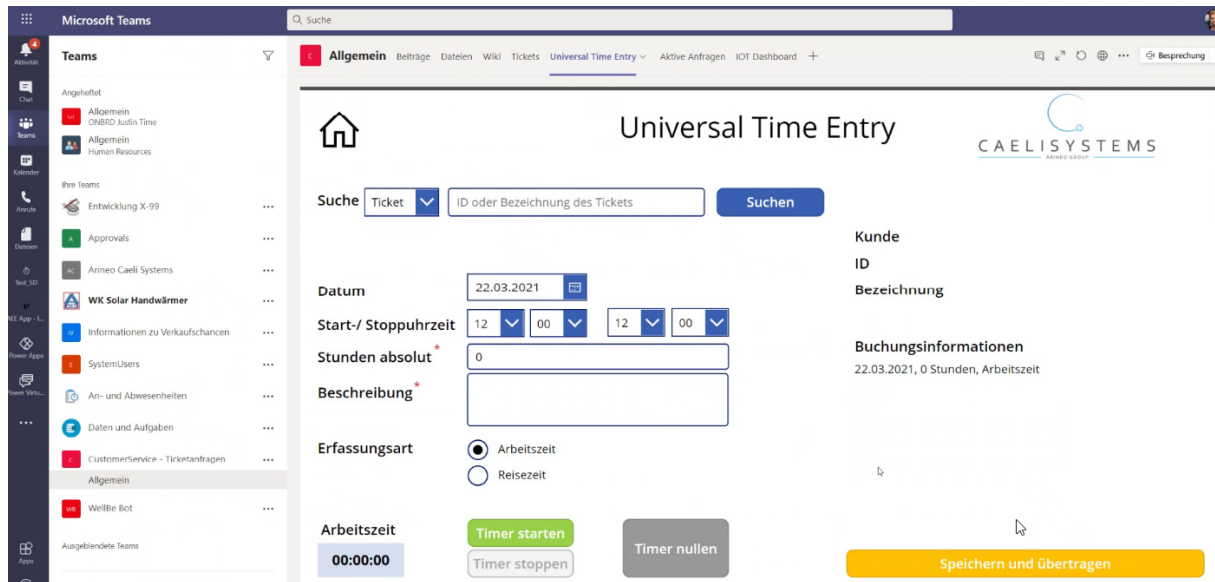 Microsoft Teams
Suche
4
Aktivität
Chat
Teams
Kalender
Anrufe
Dateien
Test_SD
Power Apps
Apps
Teams
Angeheftet
Allgemein
ONBRD Justin Time
Allgemein
Human Resources
Ihre Teams
Entwicklung X-99
A Approvals
AC Arineo Caeli Systems
WK Solar Handwärmer
IV Informationen zu Verkaufschancen
S SystemUsers
An- und Abwesenheiten
Daten und Aufgaben
C CustomerService - Ticketanfragen
Allgemein
WB WellBe Bot
Ausgeblendete Teams
C Allgemein Beiträge Dateien Wiki Tickets Universal Time Entry Aktive Anfragen IOT Dashboard
Besprechung
Universal Time Entry
CAELISYSTEMS
ARINEO GROUP
Suche Ticket ID oder Bezeichnung des Tickets Suchen
Datum 22.03.2021
Start-/ Stoppuhrzeit 12 00 12 00
Stunden absolut* 0
Beschreibung*
Erfassungsart Arbeitszeit
Reisezeit
Arbeitszeit
00:00:00
Timer starten
Timer stoppen
Timer nullen
Kunde
ID
Bezeichnung
Buchungsinformationen
22.03.2021, 0 Stunden, Arbeitszeit
Speichern und übertragen